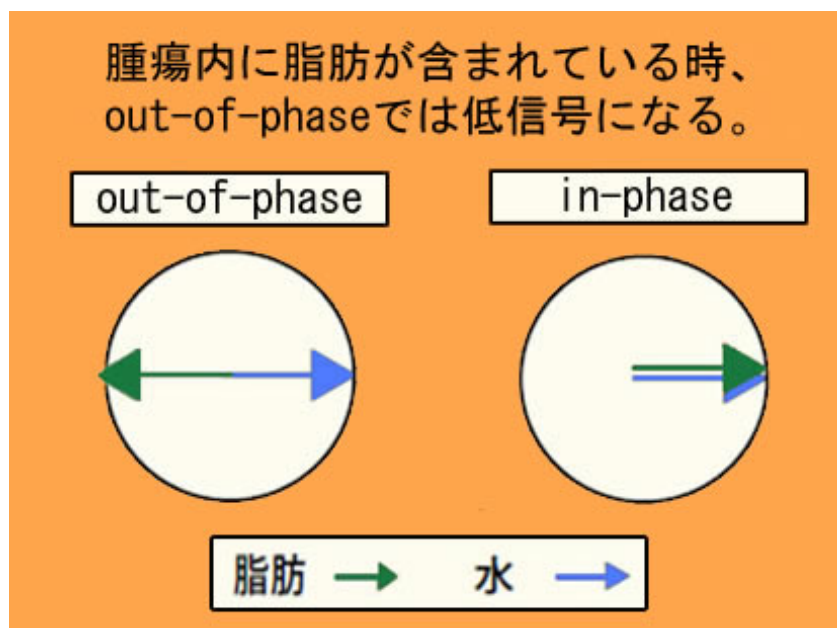 腫瘍内に脂肪が含まれている時、
out-of-phaseでは低信号になる。
out-of-phase
in-phase
脂肪 水